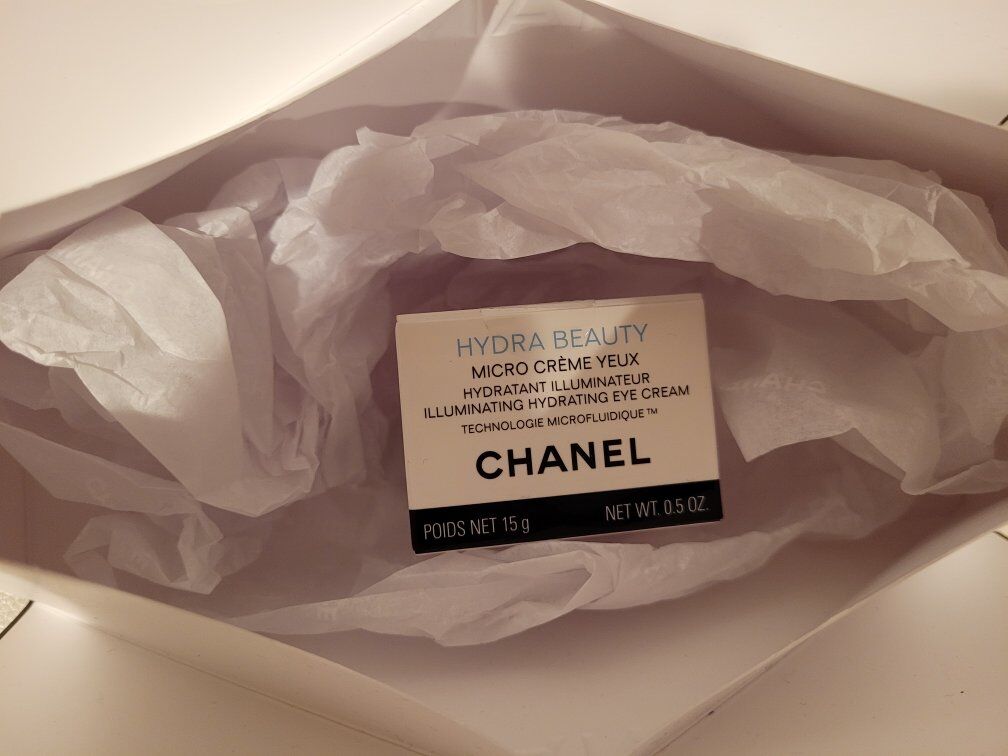 HYDRA BEAUTY
MICRO CRÈME YEUX
HYDRATANT ILLUMINATEUR
ILLUMINATING HYDRATING EYE CREAM
TECHNOLOGIE MICROFLUIDIQUE™
CHANEL
POIDS NET 15 g NET WT. 0.5 OZ.